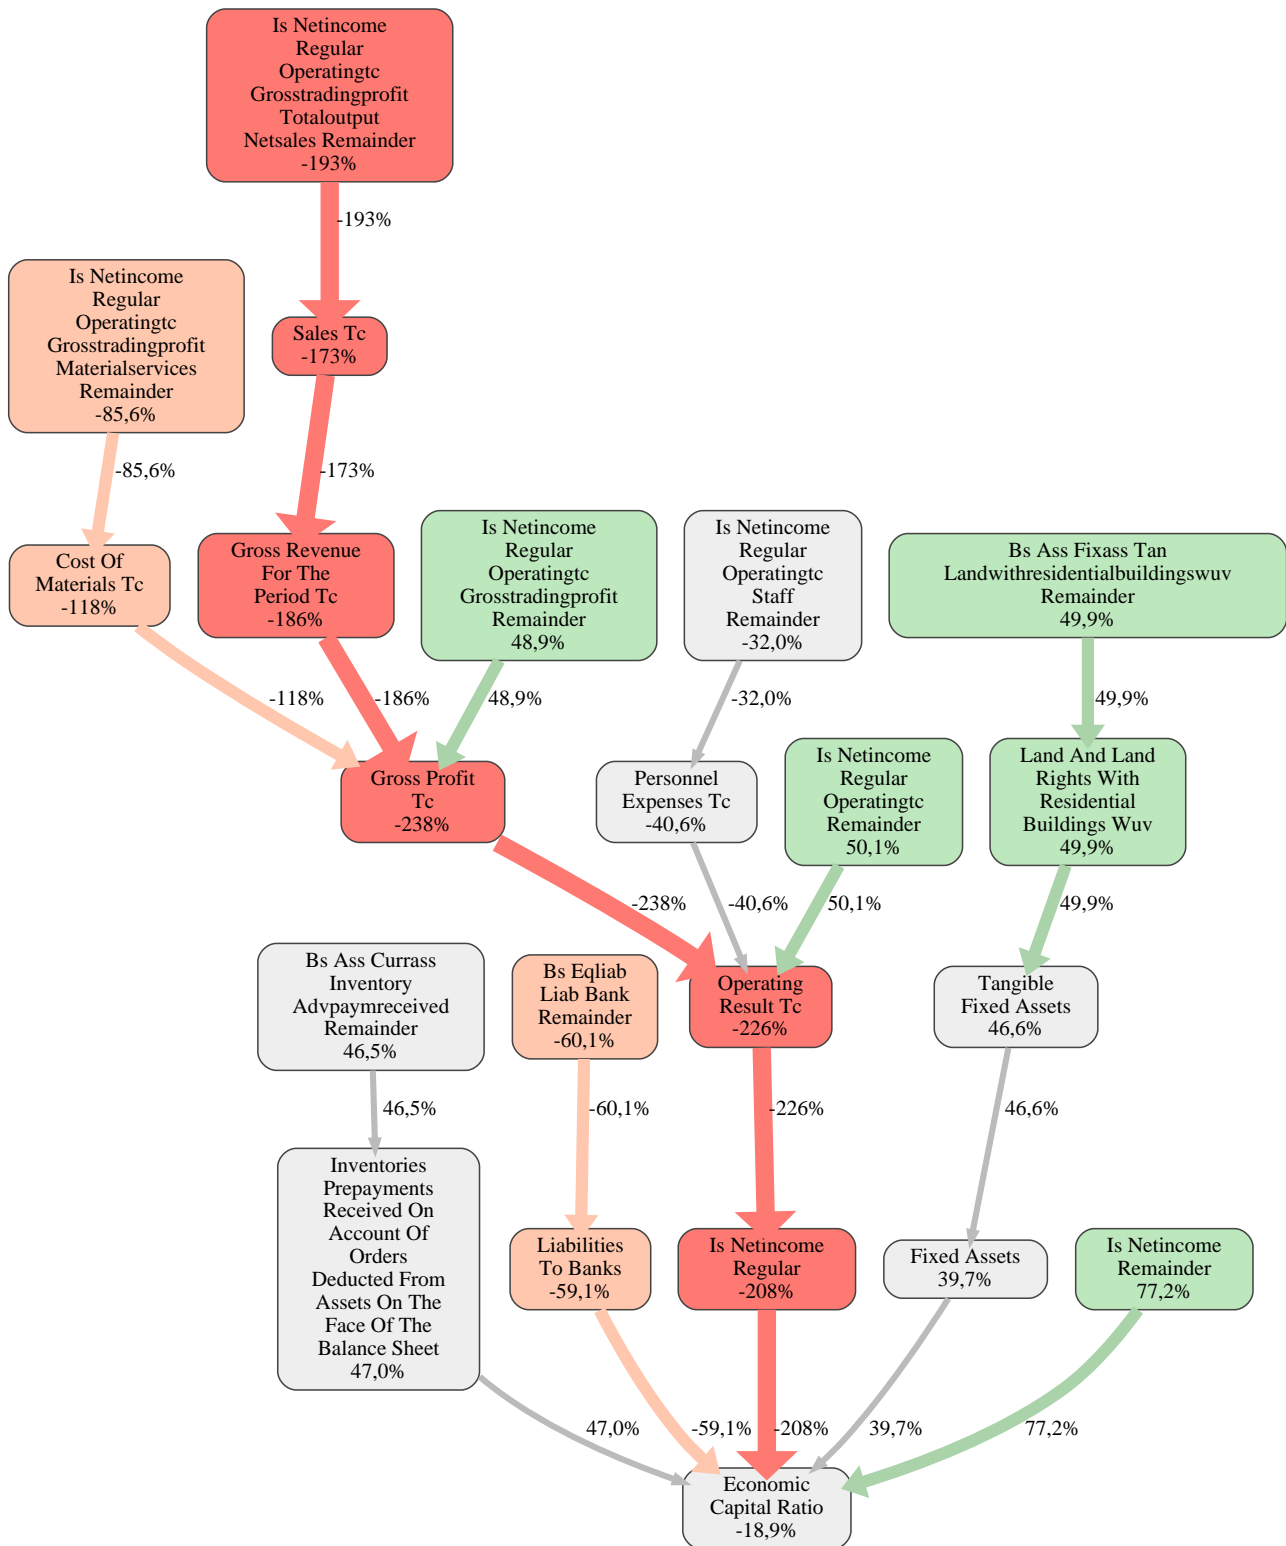 Is Netincome
Regular
Operatingtc
Grosstradingprofit
Totaloutput
Netsales Remainder
-193%
-193%
Is Netincome
Regular
Operatingtc
Grosstradingprofit
Materialservices
Remainder
-85,6%
Sales Tc
-173%
-85,6%
-173%
Cost Of
Materials Tc
-118%
Gross Revenue
For The
Period Tc
-186%
Is Netincome
Regular
Operatingtc
Grosstradingprofit
Remainder
48,9%
Is Netincome
Regular
Operatingtc
Staff
Remainder
-32,0%
Bs Ass Fixass Tan
Landwithresidentialbuildingswuv
Remainder
49,9%
-118%
-186%
48,9%
-32,0%
49,9%
Gross Profit
Tc
-238%
Personnel
Expenses Tc
-40,6%
Is Netincome
Regular
Operatingtc
Remainder
50,1%
Land And Land
Rights With
Residential
Buildings Wuv
49,9%
-238%
-40,6%
50,1%
49,9%
Bs Ass Currass
Inventory
Advpaymreceived
Remainder
46,5%
Bs Eqliab
Liab Bank
Remainder
-60,1%
Operating
Result Tc
-226%
Tangible
Fixed Assets
46,6%
46,5%
-60,1%
-226%
46,6%
Inventories
Prepayments
Received On
Account Of
Orders
Deducted From
Assets On The
Face Of The
Balance Sheet
47,0%
Liabilities
To Banks
-59,1%
Is Netincome
Regular
-208%
Fixed Assets
39,7%
Is Netincome
Remainder
77,2%
47,0%
-59,1%
-208%
39,7%
77,2%
Economic
Capital Ratio
-18,9%